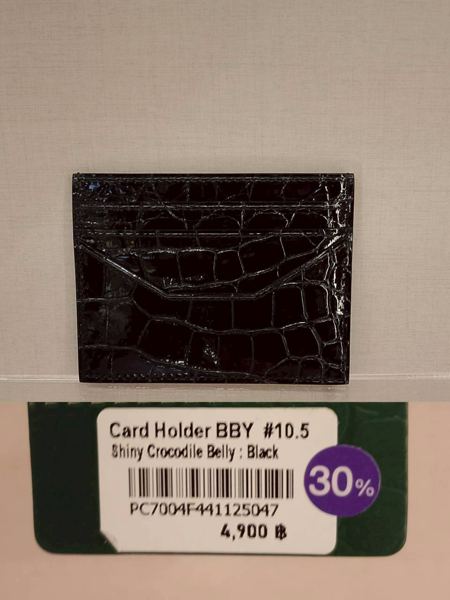 Card Holder BBY #10.5
Shiny Crocodile Belly : Black
30%
PC7004F441125047
4,900 ฿